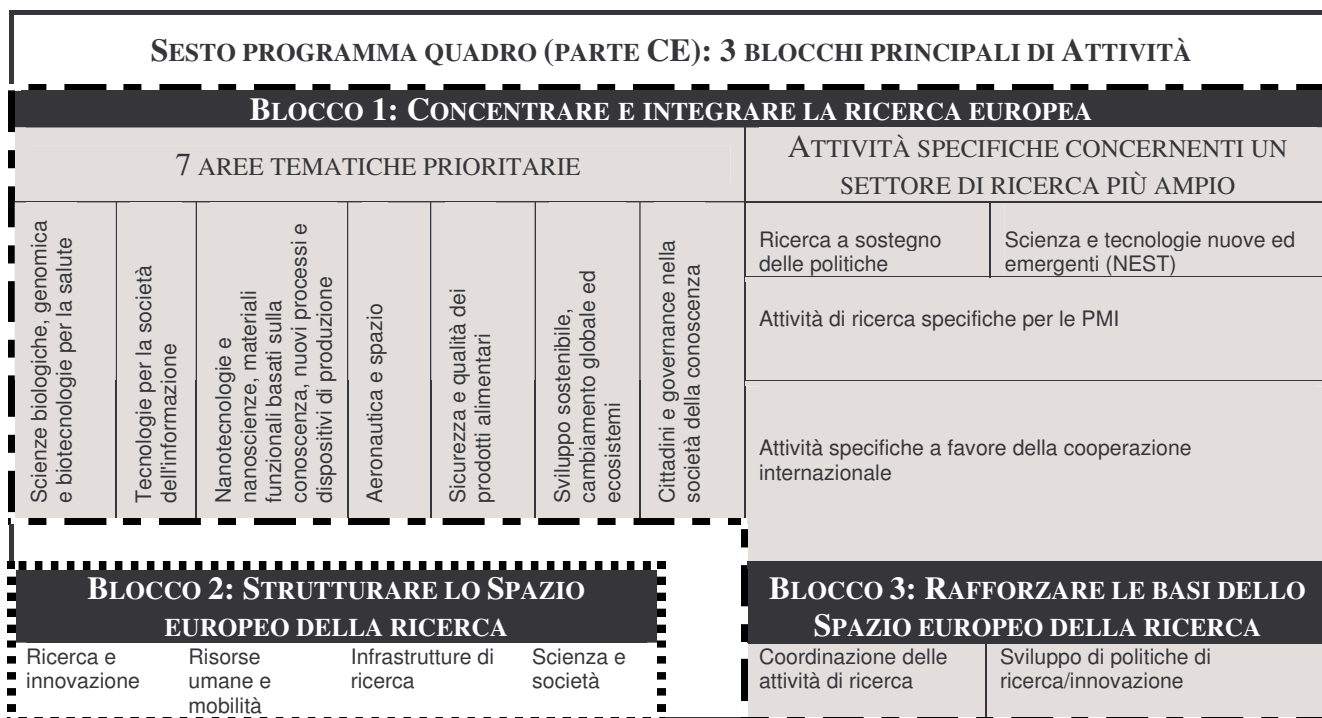 SESTO PROGRAMMA QUADRO (PARTE CE): 3 BLOCCHI PRINCIPALI DI ATTIVITÀ
BLOCCO 1: CONCENTRARE E INTEGRARE LA RICERCA EUROPEA
7 AREE TEMATICHE PRIORITARIE
Scienze biologiche, genomica
e biotecnologie per la salute
Tecnologie per la società
dell'informazione
Nanotecnologie e
nanoscienze, materiali
funzionali basati sulla
conoscenza, nuovi processi e
dispositivi di produzione
Aeronautica e spazio
Sicurezza e qualità dei
prodotti alimentari
Sviluppo sostenibile,
cambiamento globale ed
ecosistemi
Cittadini e governance nella
società della conoscenza
ATTIVITÀ SPECIFICHE CONCERNENTI UN
SETTORE DI RICERCA PIÙ AMPIO
Ricerca a sostegno
delle politiche
Scienza e tecnologie nuove ed
emergenti (NEST)
Attività di ricerca specifiche per le PMI
Attività specifiche a favore della cooperazione
internazionale
BLOCCO 2: STRUTTURARE LO SPAZIO
EUROPEO DELLA RICERCA
Ricerca e
innovazione
Risorse
umane e
mobilità
Infrastrutture di
ricerca
Scienza e
società
BLOCCO 3: RAFFORZARE LE BASI DELLO
SPAZIO EUROPEO DELLA RICERCA
Coordinazione delle
attività di ricerca
Sviluppo di politiche di
ricerca/innovazione